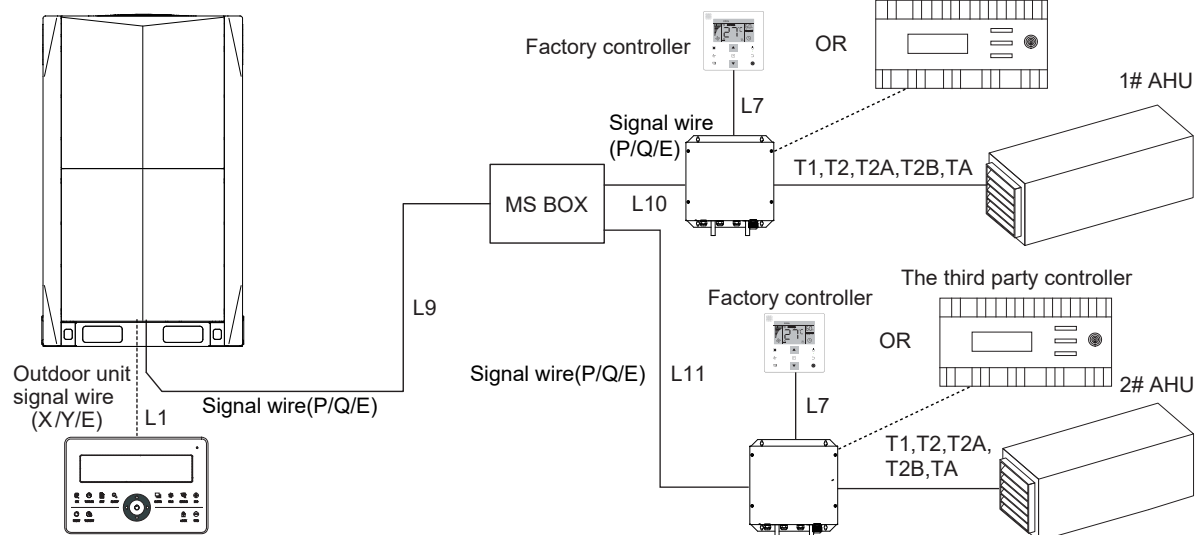 Factory controller
OR
1# AHU
L7
Signal wire
(P/Q/E)
T1,T2,T2A,T2B,TA
MS BOX
L10
The third party controller
Factory controller
L9
OR
Signal wire(P/Q/E)
L11
2# AHU
Outdoor unit
signal wire
(X/Y/E)
L1
Signal wire(P/Q/E)
L7
T1,T2,T2A,
T2B,TA